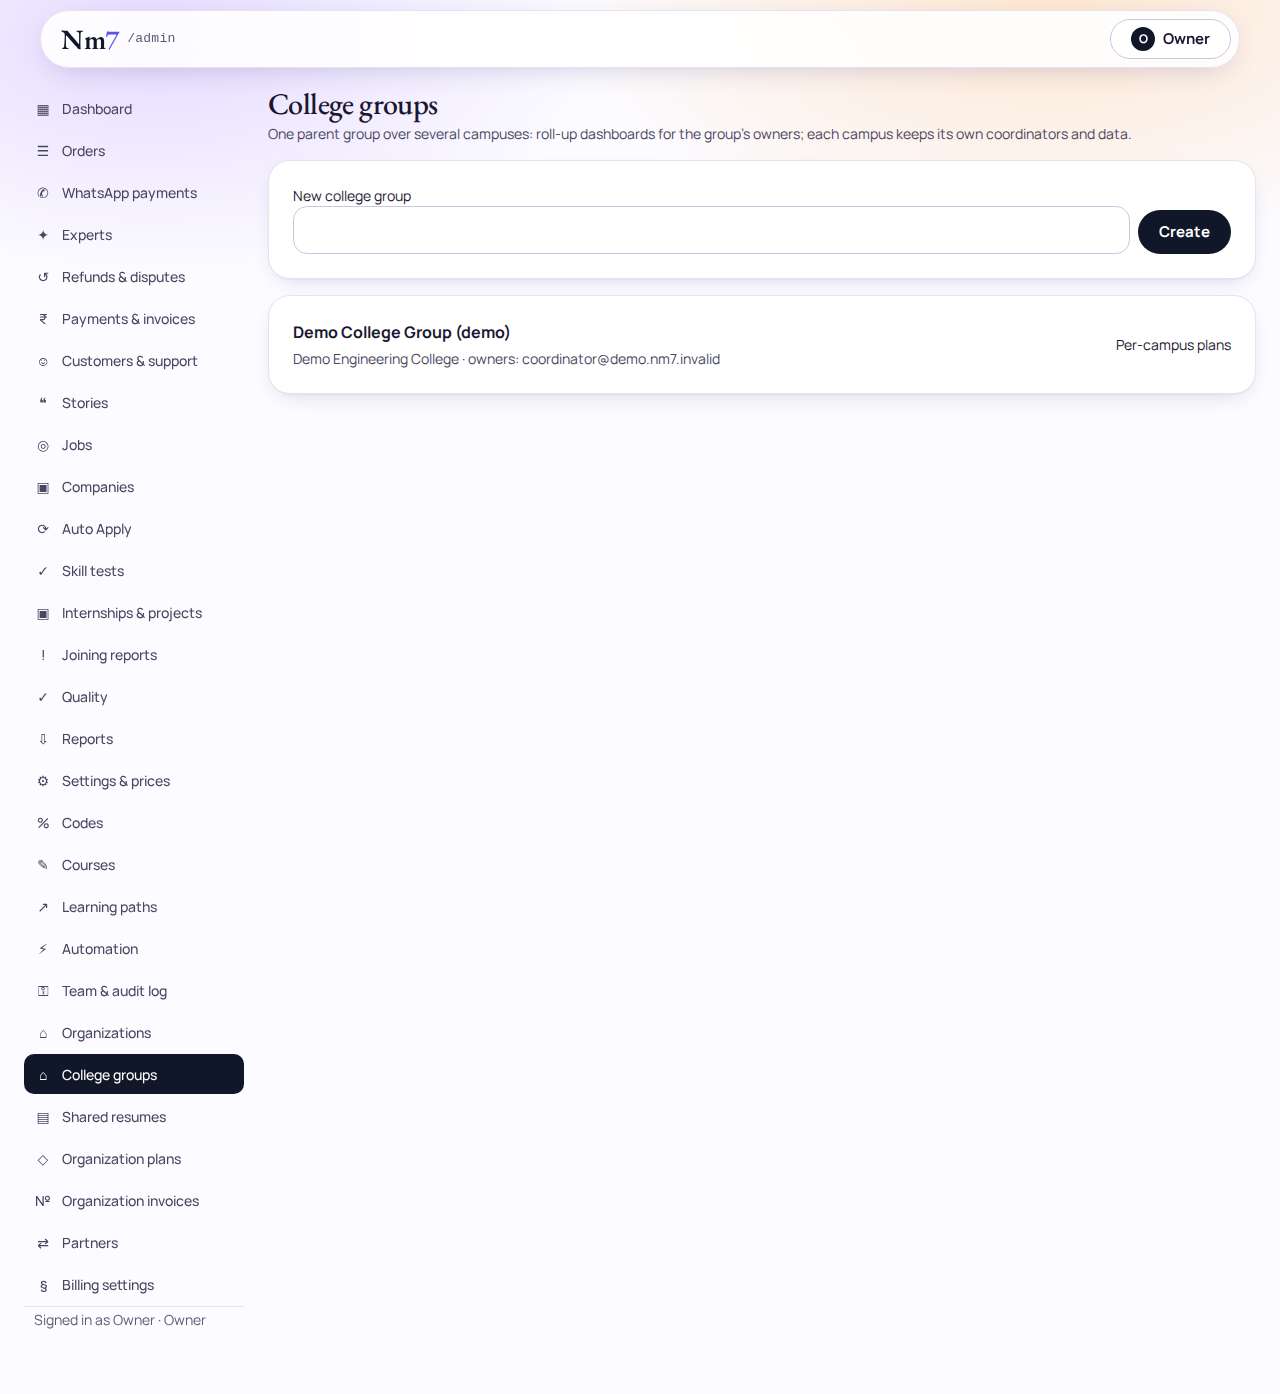 Nm7 /admin
O Owner
▦ Dashboard
☰ Orders
✆ WhatsApp payments
✦ Experts
↺ Refunds & disputes
₹ Payments & invoices
☺ Customers & support
❝ Stories
◎ Jobs
▣ Companies
⟳ Auto Apply
✓ Skill tests
▣ Internships & projects
! Joining reports
✓ Quality
⇩ Reports
⚙ Settings & prices
% Codes
✎ Courses
↗ Learning paths
⚡ Automation
⚿ Team & audit log
⌂ Organizations
⌂ College groups
▤ Shared resumes
◇ Organization plans
№ Organization invoices
⇄ Partners
§ Billing settings
Signed in as Owner · Owner
College groups
One parent group over several campuses: roll-up dashboards for the group's owners; each campus keeps its own coordinators and data.
New college group
Create
Demo College Group (demo)
Demo Engineering College · owners: coordinator@demo.nm7.invalid
Per-campus plans